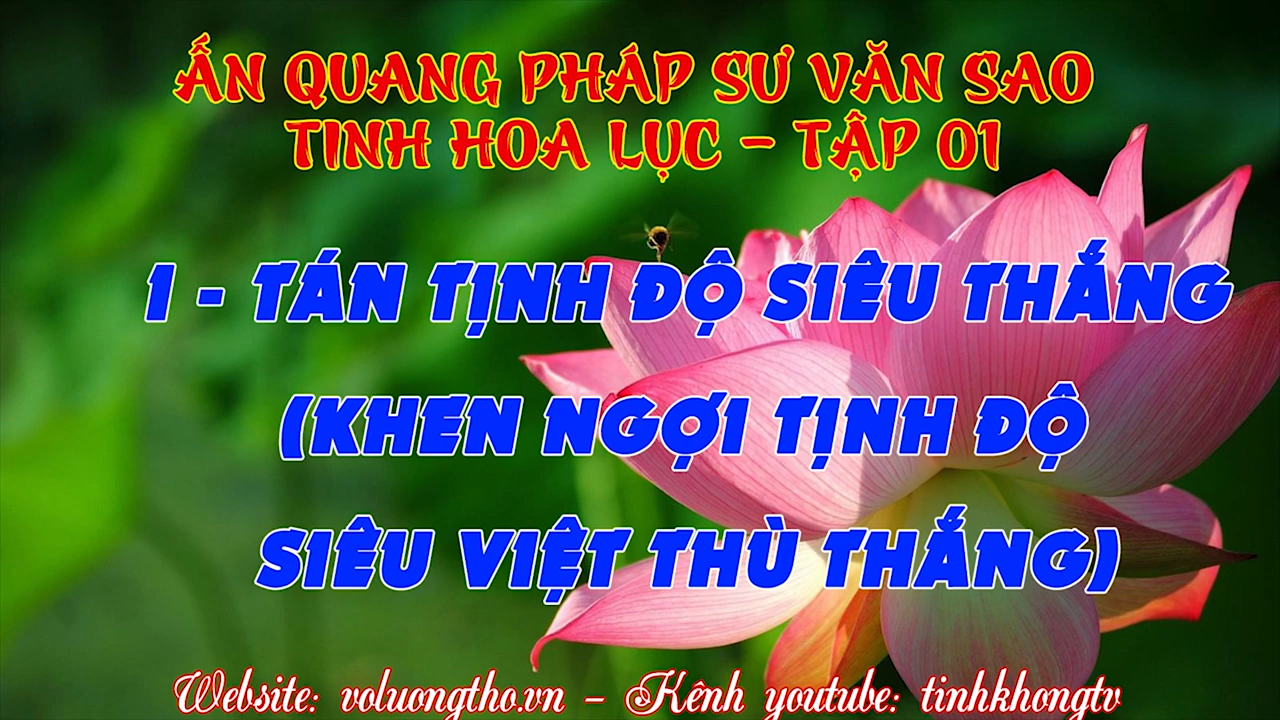 ẤN QUANG PHÁP SƯ VĂN SAO
TINH HOA LỤC - TẬP 01
1 - TÁN TỊNH ĐỘ SIÊU THẮNG
(KHEN NGỢI TỊNH ĐỘ
SIÊU VIỆT THÙ THẮNG)
Website: voluongtho.vn - Kênh youtube: tinhkhongtv